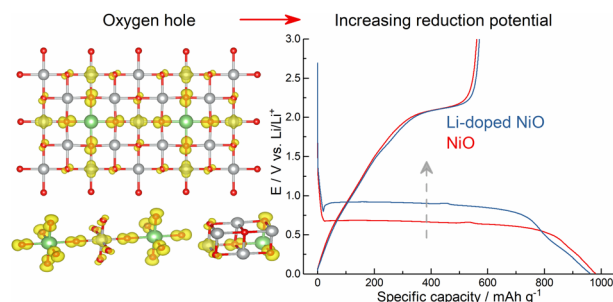 Oxygen hole
Increasing reduction potential
E / V vs. Li/Li⁺
3.0
2.5
2.0
1.5
1.0
0.5
0.0
Li-doped NiO
NiO
0 200 400 600 800 1000
Specific capacity / mAh g⁻¹